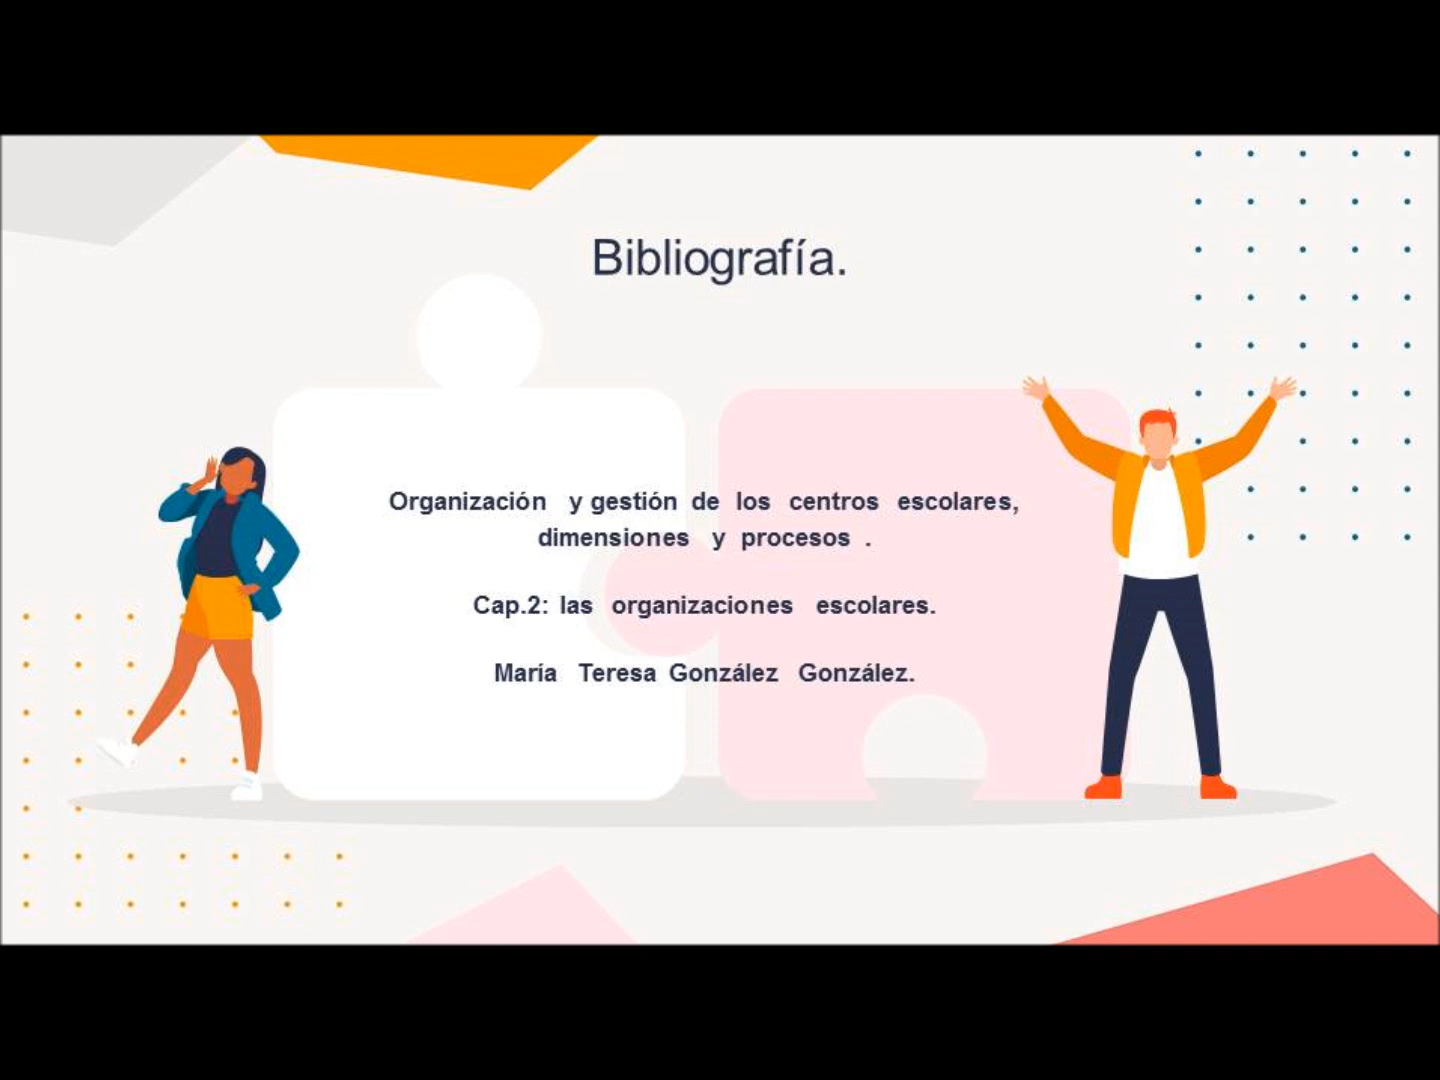 Bibliografía.
Organización y gestión de los centros escolares,
dimensiones y procesos .
Cap.2: las organizaciones escolares.
María Teresa González González.